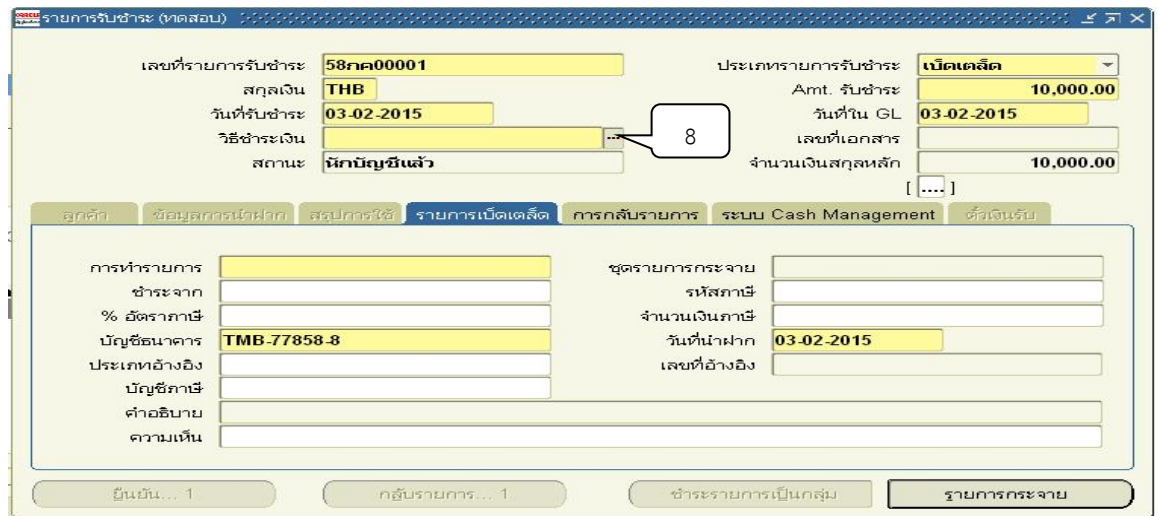 ORACLE รายการรับชำระ (ทดสอบ)
เลขที่รายการรับชำระ 58ภค00001 ประเภทรายการรับชำระ เบ็ดเตล็ด
สกุลเงิน THB Amt. รับชำระ 10,000.00
วันที่รับชำระ 03-02-2015 วันที่ใน GL 03-02-2015
วิธีชำระเงิน ... 8 เลขที่เอกสาร
สถานะ หักบัญชีแล้ว จำนวนเงินสกุลหลัก 10,000.00
[ .... ]
ลูกค้า ข้อมูลการนำฝาก สรุปการใช้ รายการเบ็ดเตล็ด การกลับรายการ ระบบ Cash Management ตั๋วเงินรับ
การทำรายการ ชุดรายการกระจาย
ชำระจาก รหัสภาษี
% อัตราภาษี จำนวนเงินภาษี
บัญชีธนาคาร TMB-77858-8 วันที่นำฝาก 03-02-2015
ประเภทอ้างอิง เลขที่อ้างอิง
บัญชีภาษี
คำอธิบาย
ความเห็น
ยืนยัน... 1 กลับรายการ... 1 ชำระรายการเป็นกลุ่ม รายการกระจาย